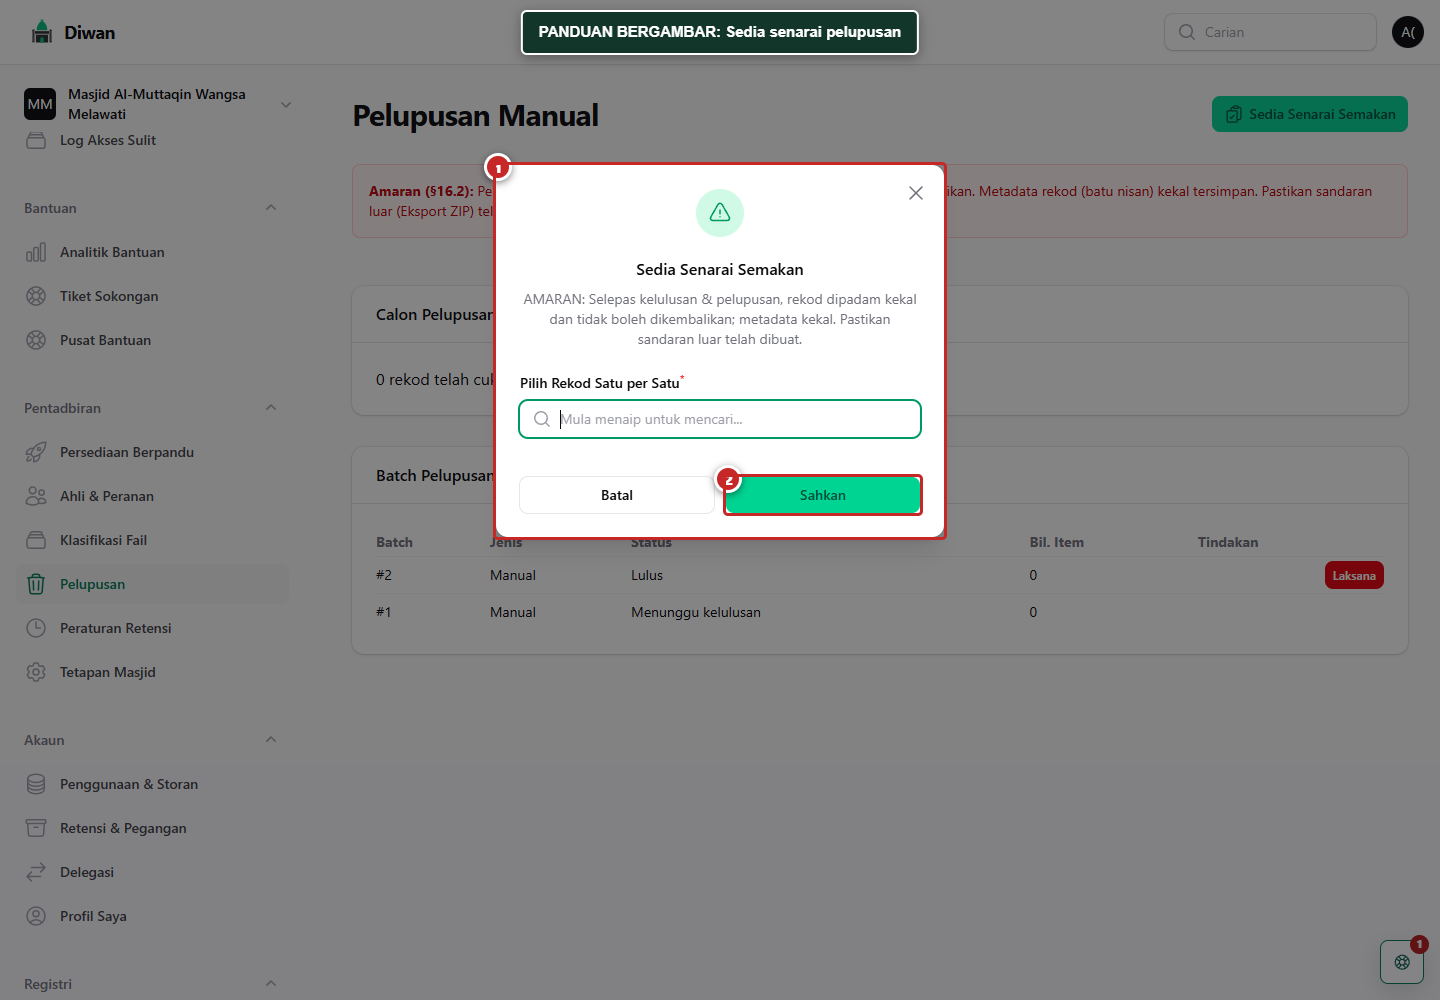 PANDUAN BERGAMBAR: Sedia senarai pelupusan
Diwan
Carian
A(
MM
Masjid Al-Muttaqin Wangsa
Melawati
Log Akses Sulit
Bantuan
Analitik Bantuan
Tiket Sokongan
Pusat Bantuan
Pentadbiran
Persediaan Berpandu
Ahli & Peranan
Klasifikasi Fail
Pelupusan
Peraturan Retensi
Tetapan Masjid
Akaun
Penggunaan & Storan
Retensi & Pegangan
Delegasi
Profil Saya
Registri
Pelupusan Manual
Sedia Senarai Semakan
Amaran (§16.2): Pe
ikan. Metadata rekod (batu nisan) kekal tersimpan. Pastikan sandaran
luar (Eksport ZIP) tel
Calon Pelupusan
0 rekod telah cuk
Batch Pelupusan
Batch Jenis Status Bil. Item Tindakan
#2 Manual Lulus 0 Laksana
#1 Manual Menunggu kelulusan 0
1
Sedia Senarai Semakan
AMARAN: Selepas kelulusan & pelupusan, rekod dipadam kekal
dan tidak boleh dikembalikan; metadata kekal. Pastikan
sandaran luar telah dibuat.
Pilih Rekod Satu per Satu*
Mula menaip untuk mencari...
Batal
2
Sahkan
1